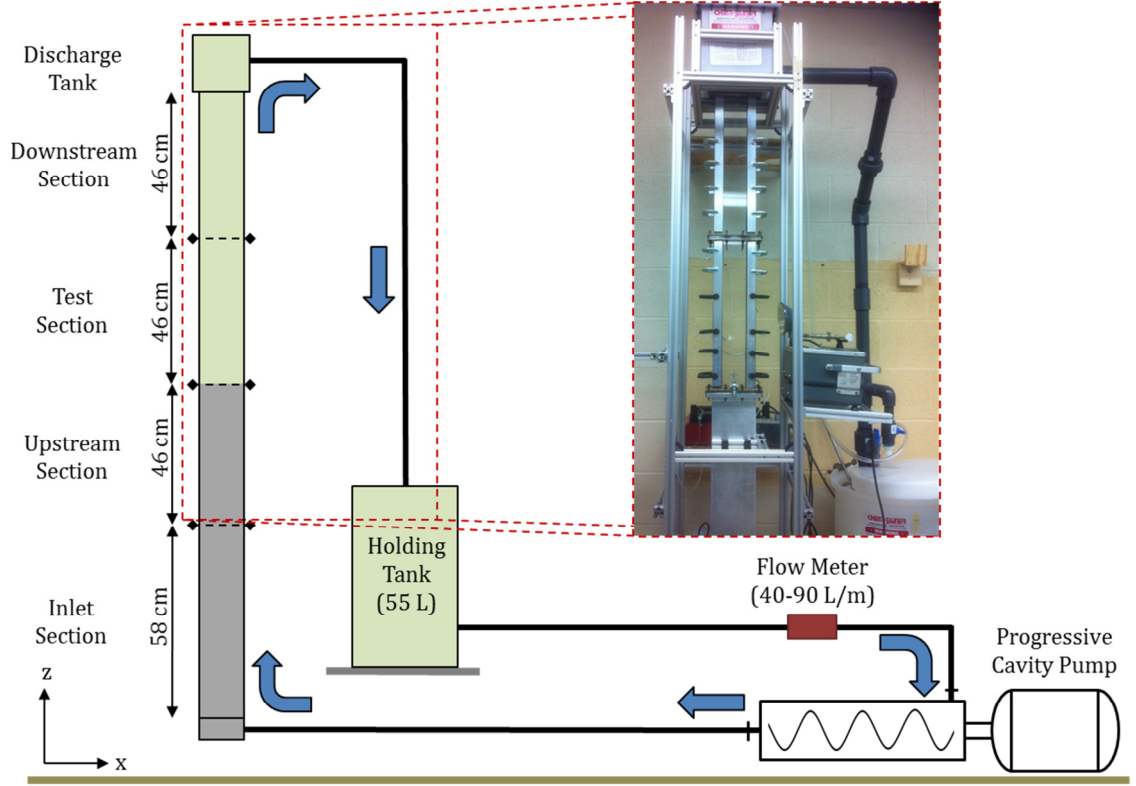 Discharge
Tank
46 cm
Downstream
Section
46 cm
Test
Section
46 cm
Upstream
Section
58 cm
Inlet
Section
z
x
Holding
Tank
(55 L)
Flow Meter
(40-90 L/m)
Progressive
Cavity Pump